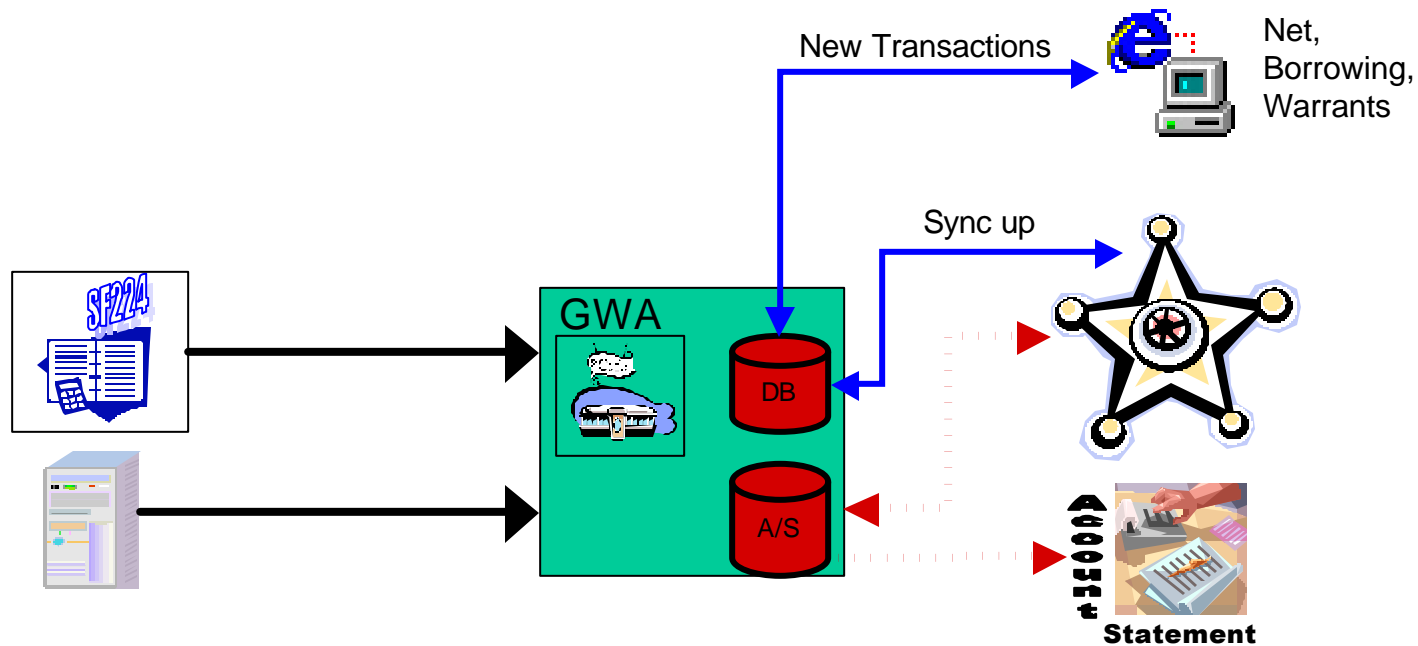 New Transactions
Net,
Borrowing,
Warrants
Sync up
SF224
GWA
DB
A/S
Account
Statement